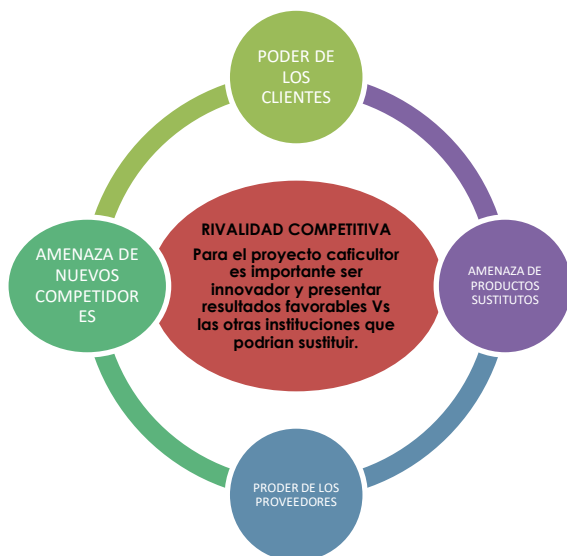 PODER DE
LOS
CLIENTES
AMENAZA DE
NUEVOS
COMPETIDOR
ES
RIVALIDAD COMPETITIVA
Para el proyecto caficultor
es importante ser
innovador y presentar
resultados favorables Vs
las otras instituciones que
podrian sustituir.
AMENAZA DE
PRODUCTOS
SUSTITUTOS
PRODER DE LOS
PROVEEDORES